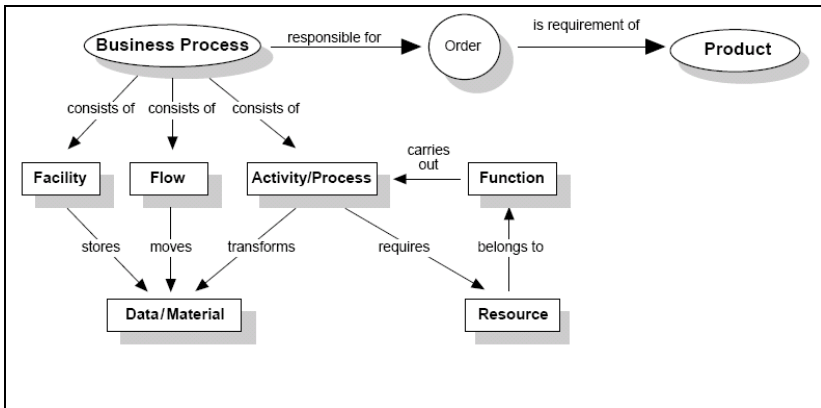 Business Process
responsible for
Order
is requirement of
Product
consists of
consists of
consists of
Facility
Flow
Activity/Process
carries
out
Function
stores
moves
transforms
requires
belongs to
Data/Material
Resource